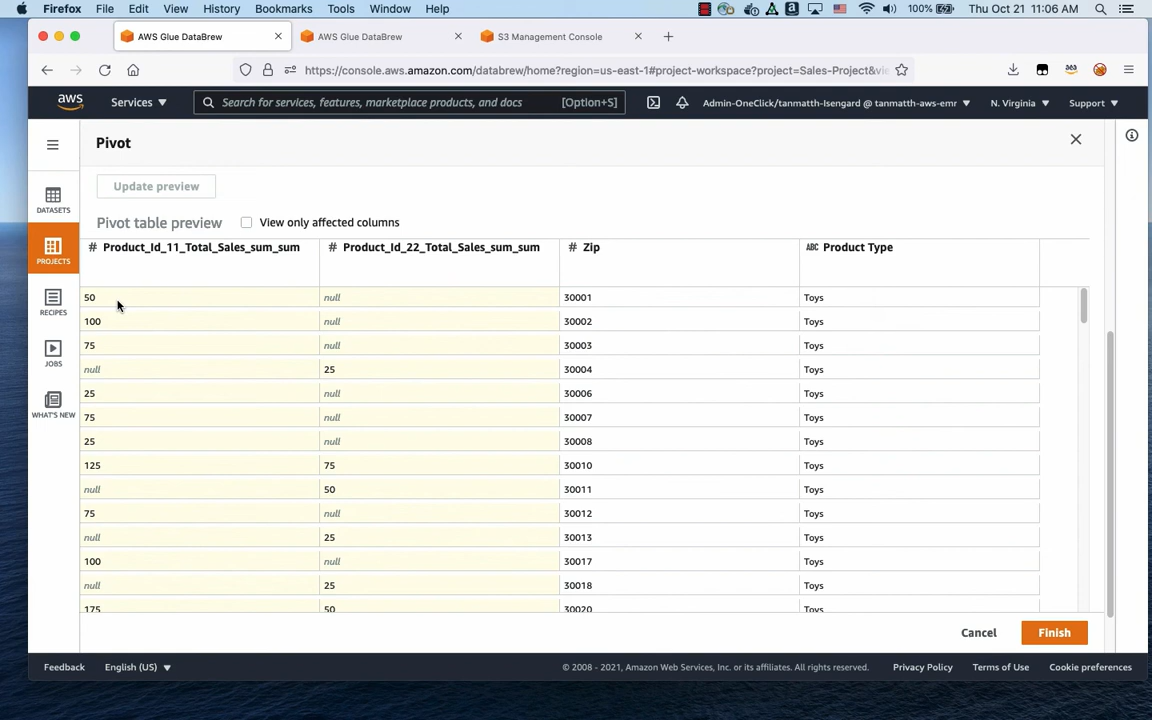 Firefox File Edit View History Bookmarks Tools Window Help 100% Thu Oct 21 11:06 AM
AWS Glue DataBrew AWS Glue DataBrew S3 Management Console
https://console.aws.amazon.com/databrew/home?region=us-east-1#project-workspace?project=Sales-Project&vie
aws Services Search for services, features, marketplace products, and docs [Option+S] Admin-OneClick/tanmatth-Isengard @ tanmatth-aws-emr N. Virginia Support
Pivot
Update preview
DATASETS
Pivot table preview View only affected columns
PROJECTS
# Product_Id_11_Total_Sales_sum_sum # Product_Id_22_Total_Sales_sum_sum # Zip ABC Product Type
50 null 30001 Toys
RECIPES
100 null 30002 Toys
75 null 30003 Toys
JOBS
null 25 30004 Toys
25 null 30006 Toys
WHAT'S NEW
75 null 30007 Toys
25 null 30008 Toys
125 75 30010 Toys
null 50 30011 Toys
75 null 30012 Toys
null 25 30013 Toys
100 null 30017 Toys
null 25 30018 Toys
175 50 30020 Toys
Cancel Finish
Feedback English (US) © 2008 - 2021, Amazon Web Services, Inc. or its affiliates. All rights reserved. Privacy Policy Terms of Use Cookie preferences